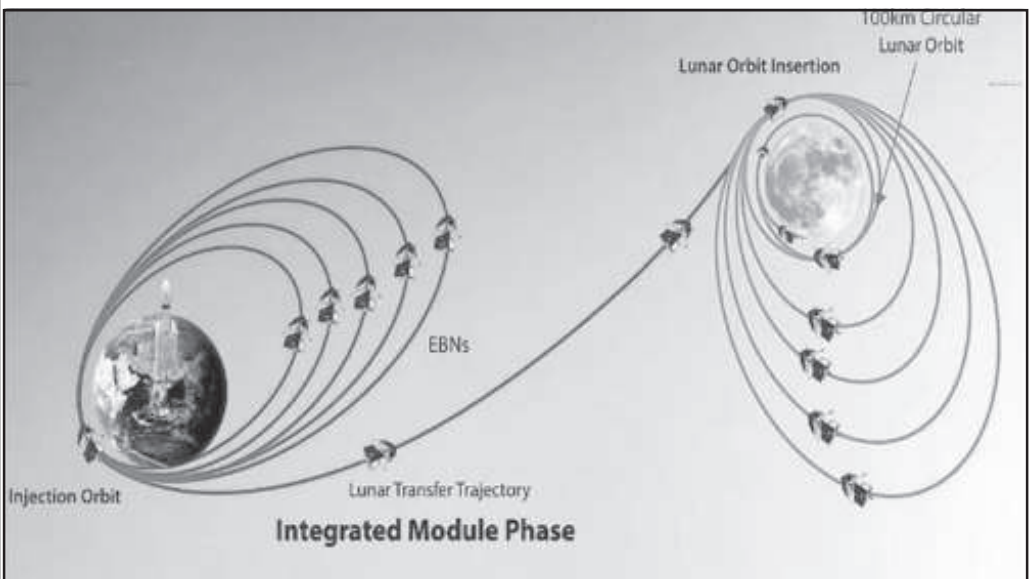 100km Circular
Lunar Orbit
Lunar Orbit Insertion
EBNs
Injection Orbit
Lunar Transfer Trajectory
Integrated Module Phase